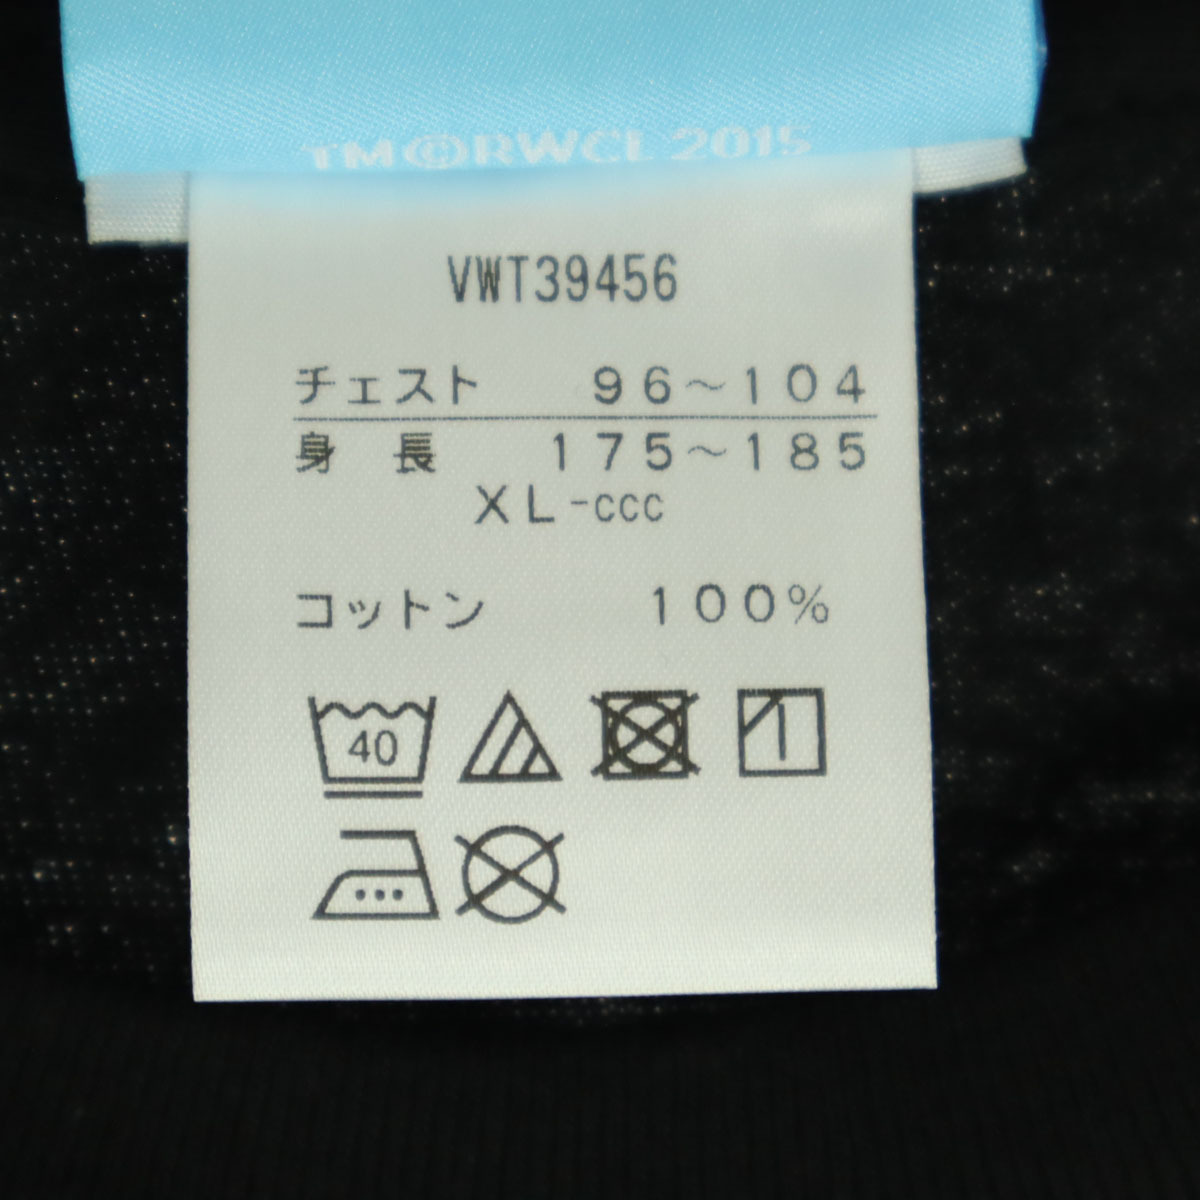 TM©RWCL 2015
VWT39456
チェスト 96～104
身 長 175～185
XL-ccc
コットン 100%
40